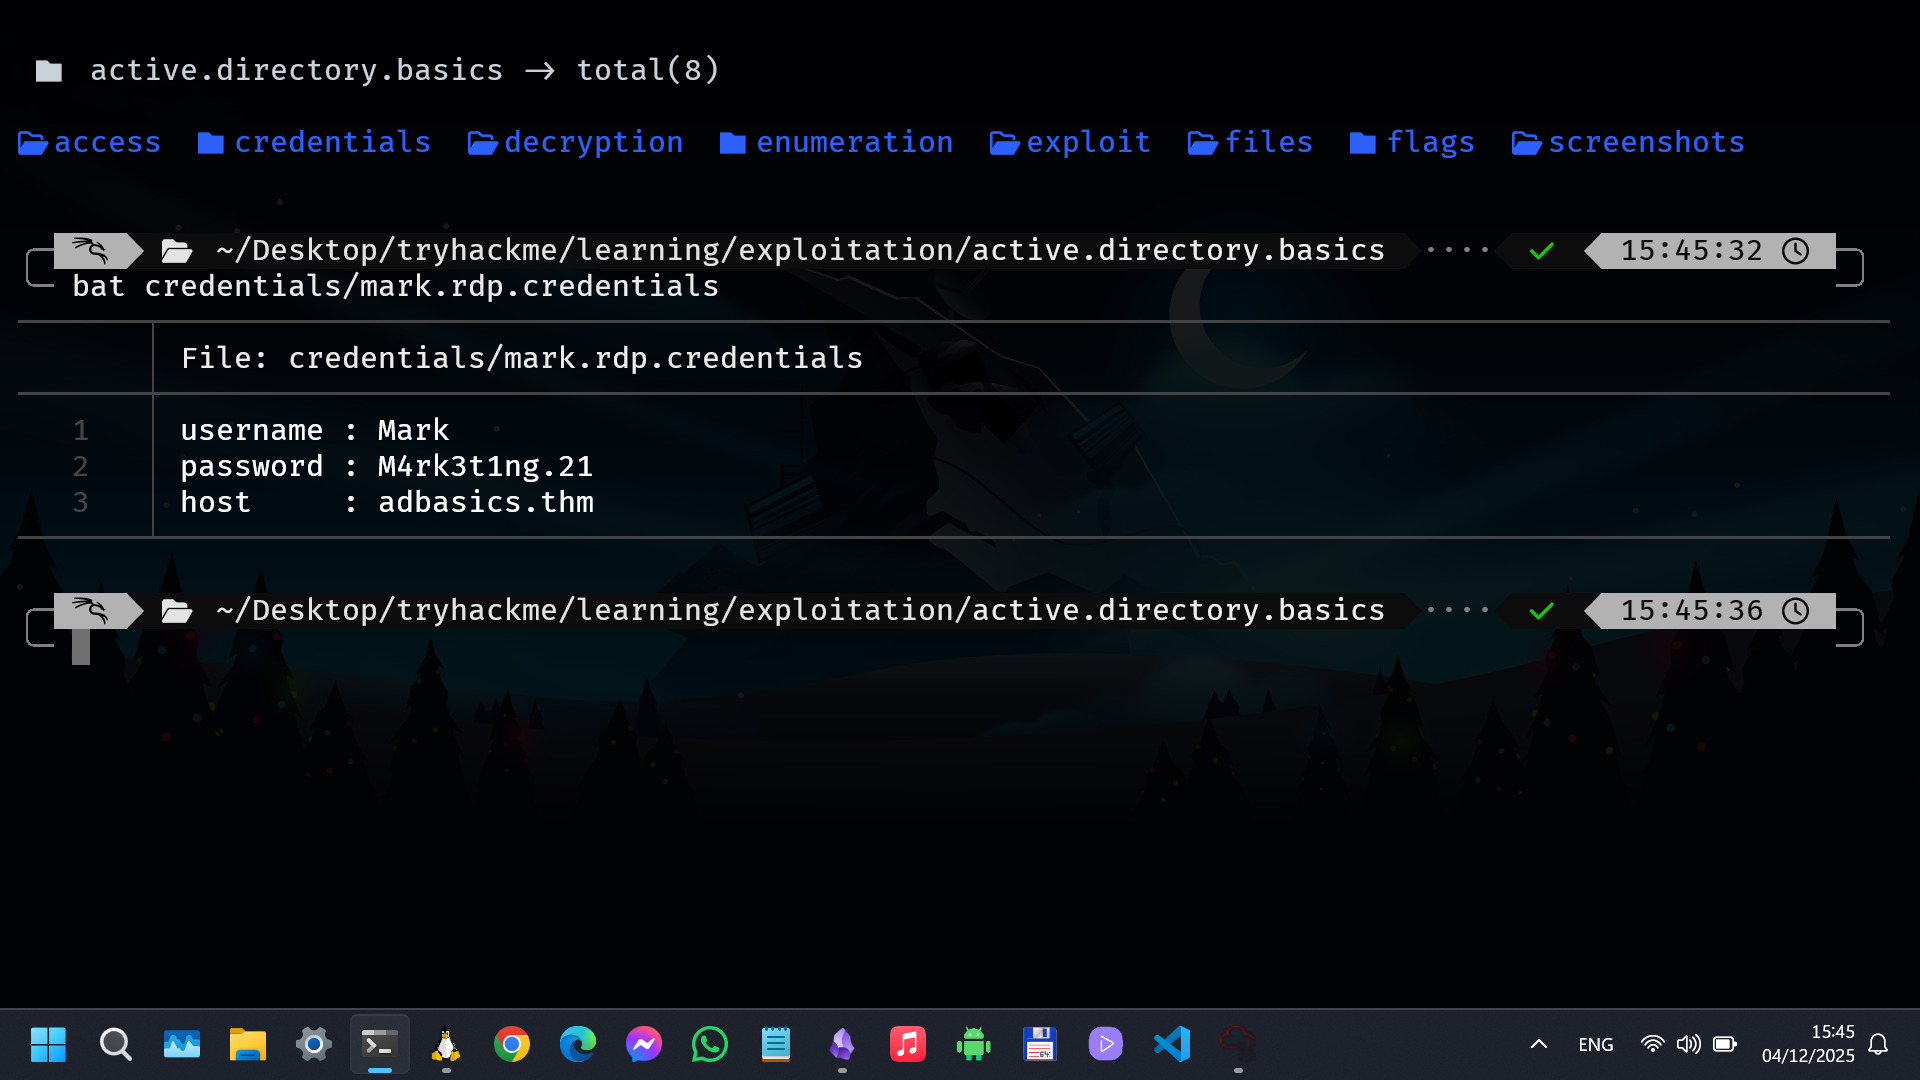 active.directory.basics → total(8)
access credentials decryption enumeration exploit files flags screenshots
~/Desktop/tryhackme/learning/exploitation/active.directory.basics ···· ✓ 15:45:32
bat credentials/mark.rdp.credentials
File: credentials/mark.rdp.credentials
1 username : Mark
2 password : M4rk3t1ng.21
3 host : adbasics.thm
~/Desktop/tryhackme/learning/exploitation/active.directory.basics ···· ✓ 15:45:36
ENG
15:45
04/12/2025